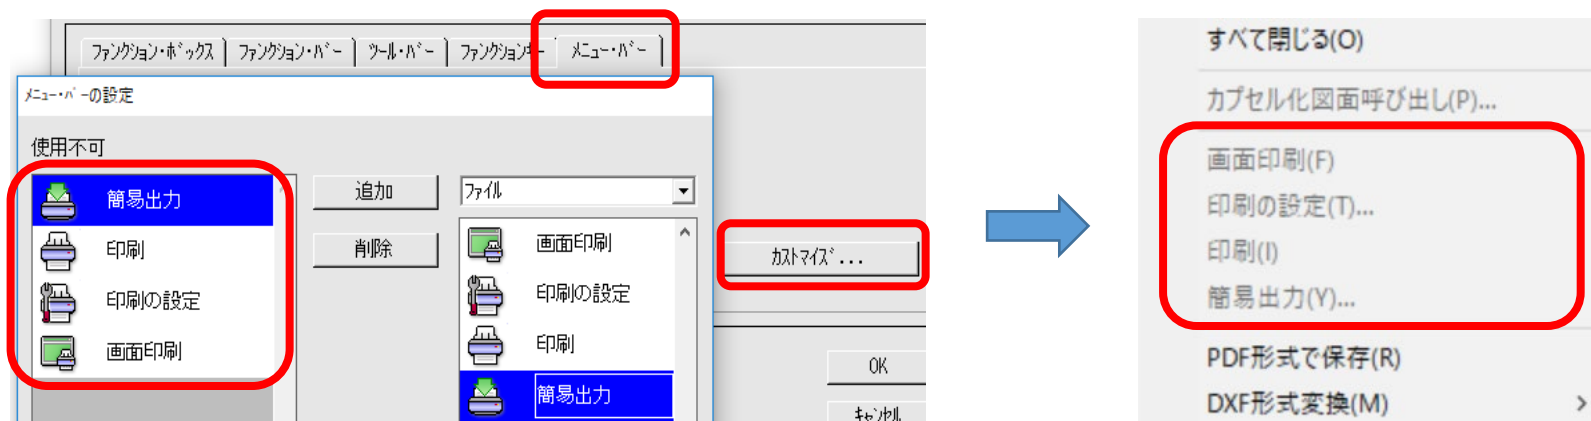 ファンクション・ボックス ファンクション・バー ツール・バー ファンクションキー メニュー・バー
メニュー・バーの設定
使用不可
簡易出力
印刷
印刷の設定
画面印刷
追加
削除
ファイル
画面印刷
印刷の設定
印刷
簡易出力
カスタマイズ...
OK
キャンセル
すべて閉じる(O)
カプセル化図面呼び出し(P)...
画面印刷(F)
印刷の設定(T)...
印刷(I)
簡易出力(Y)...
PDF形式で保存(R)
DXF形式変換(M)